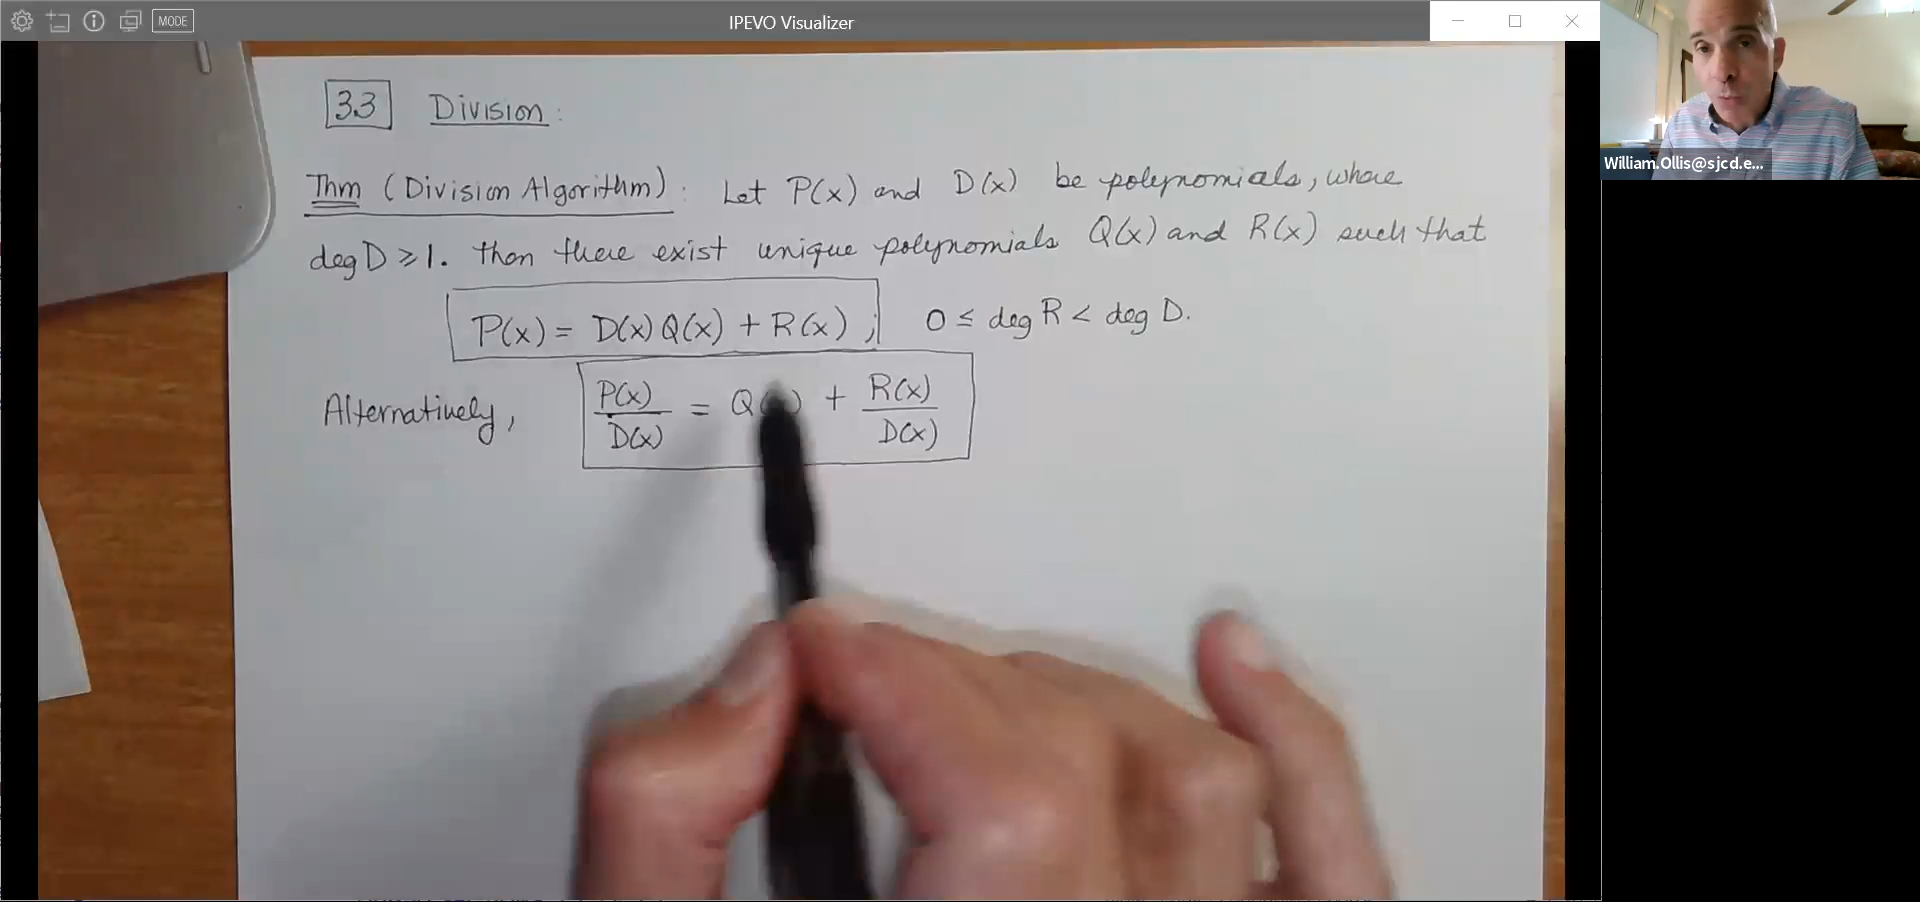 MODE
IPEVO Visualizer
William.Ollis@sjcd.e...
3.3 Division:
Thm (Division Algorithm): Let P(x) and D(x) be polynomials, where
deg D ≥ 1. Then there exist unique polynomials Q(x) and R(x) such that
P(x) = D(x)Q(x) + R(x); 0 ≤ deg R < deg D.
Alternatively, P(x)/D(x) = Q(x) + R(x)/D(x)